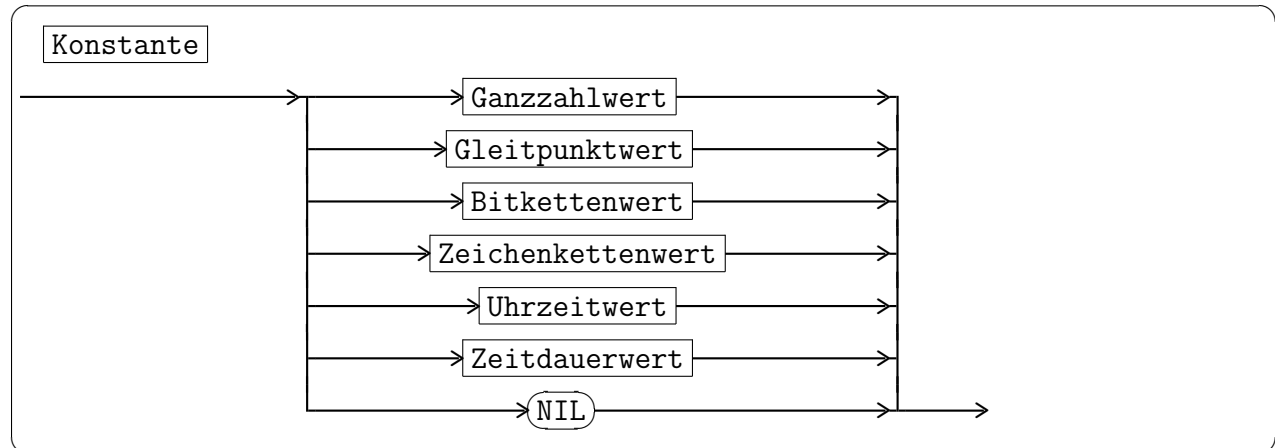 Konstante
Ganzzahlwert
Gleitpunktwert
Bitkettenwert
Zeichenkettenwert
Uhrzeitwert
Zeitdauerwert
NIL